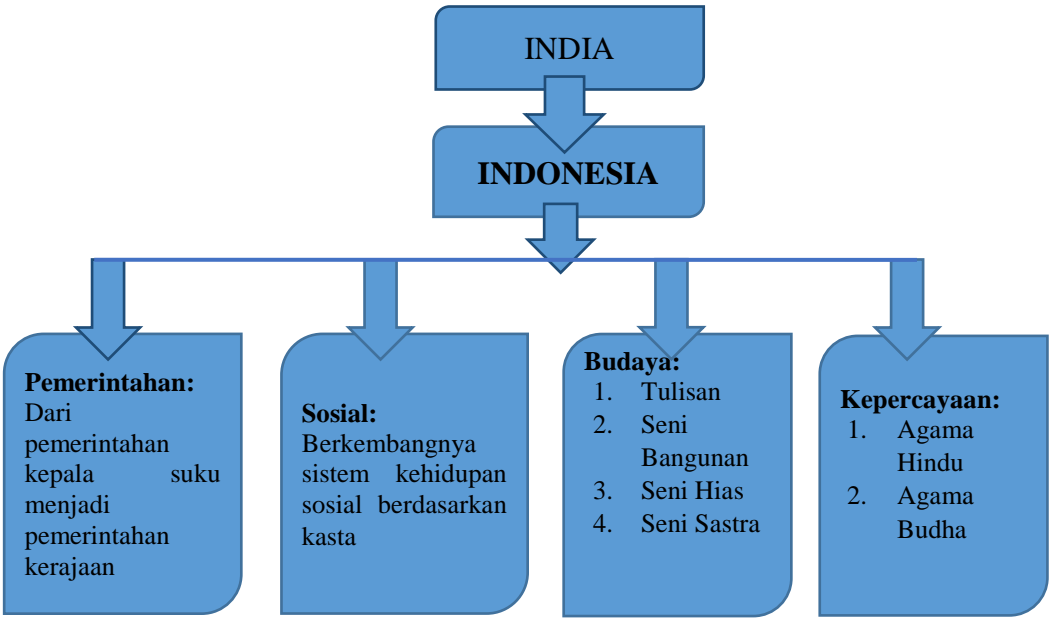 INDIA
INDONESIA
Pemerintahan:
Dari
pemerintahan
kepala suku
menjadi
pemerintahan
kerajaan
Sosial:
Berkembangnya
sistem kehidupan
sosial berdasarkan
kasta
Budaya:
1. Tulisan
2. Seni
Bangunan
3. Seni Hias
4. Seni Sastra
Kepercayaan:
1. Agama
Hindu
2. Agama
Budha